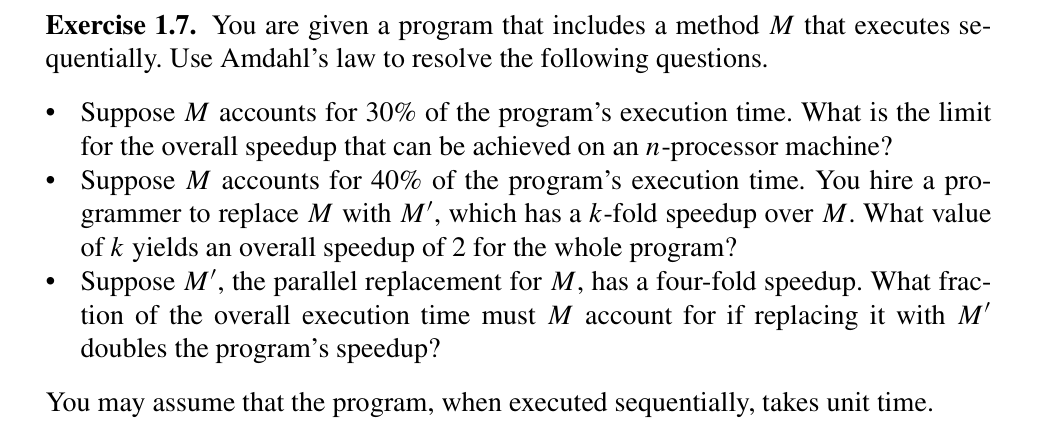 Exercise 1.7. You are given a program that includes a method M that executes se-
quentially. Use Amdahl's law to resolve the following questions.
• Suppose M accounts for 30% of the program's execution time. What is the limit
for the overall speedup that can be achieved on an n-processor machine?
• Suppose M accounts for 40% of the program's execution time. You hire a pro-
grammer to replace M with M′, which has a k-fold speedup over M. What value
of k yields an overall speedup of 2 for the whole program?
• Suppose M′, the parallel replacement for M, has a four-fold speedup. What frac-
tion of the overall execution time must M account for if replacing it with M′
doubles the program's speedup?
You may assume that the program, when executed sequentially, takes unit time.